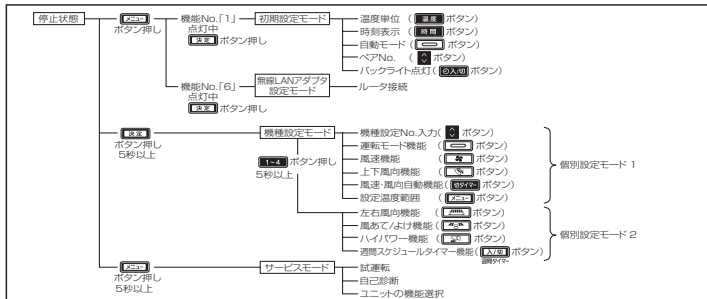 停止状態
メニュー
ボタン押し
機能No.「1」
点灯中
決定 ボタン押し
初期設定モード
温度単位 (温度 ボタン)
時刻表示 (時間 ボタン)
自動モード ( ボタン)
ペアNo. ( ボタン)
バックライト点灯(入/切 ボタン)
機能No.「6」
点灯中
決定 ボタン押し
無線LANアダプタ
設定モード
ルータ接続
決定
ボタン押し
5秒以上
機種設定モード
1~4 ボタン押し
5秒以上
機種設定No.入力( ボタン)
運転モード機能 ( ボタン)
風速機能 ( ボタン)
上下風向機能 ( ボタン)
風速・風向自動機能(切タイマー ボタン)
設定温度範囲 (メニュー ボタン)
個別設定モード 1
左右風向機能 ( ボタン)
風あて/よけ機能( ボタン)
ハイパワー機能 ( ボタン)
週間スケジュールタイマー機能(入/切 ボタン)
週間タイマー
個別設定モード 2
メニュー
ボタン押し
5秒以上
サービスモード
試運転
自己診断
ユニットの機能選択